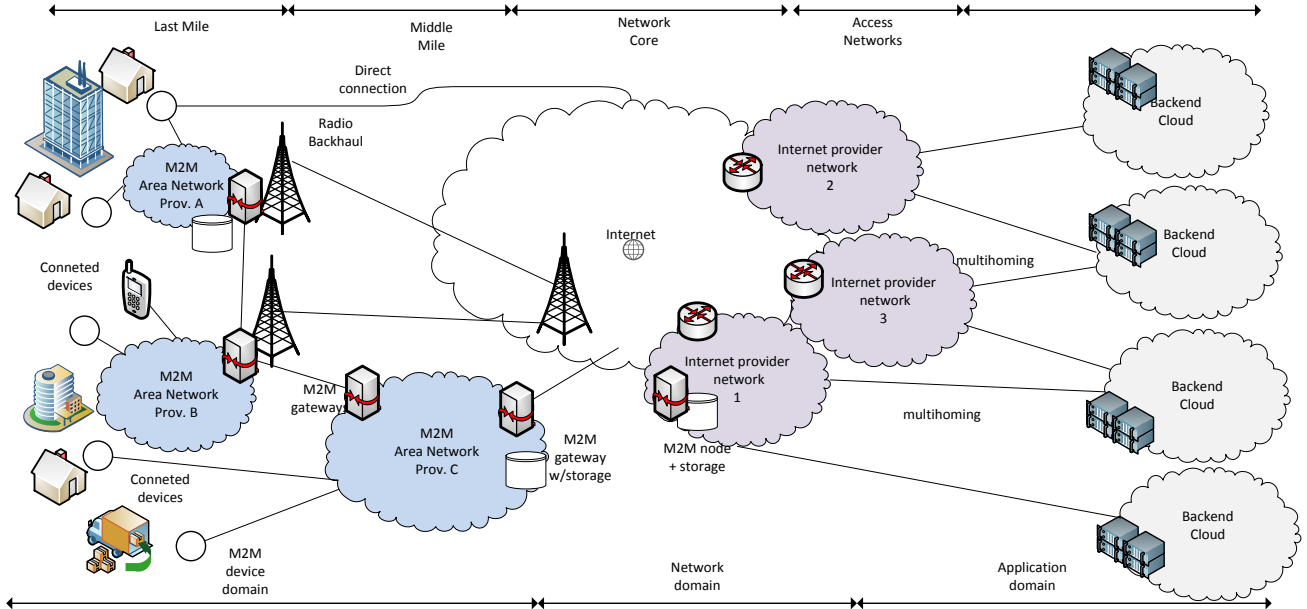 Last Mile
Middle
Mile
Network
Core
Access
Networks
Direct
connection
Radio
Backhaul
M2M
Area Network
Prov. A
Internet provider
network
2
Backend
Cloud
Backend
Cloud
Internet
multihoming
Internet provider
network
3
Conneted
devices
M2M
Area Network
Prov. B
M2M
gateways
Internet provider
network
1
Backend
Cloud
multihoming
M2M
Area Network
Prov. C
M2M
gateway
w/storage
M2M node
+ storage
Conneted
devices
Backend
Cloud
M2M
device
domain
Network
domain
Application
domain